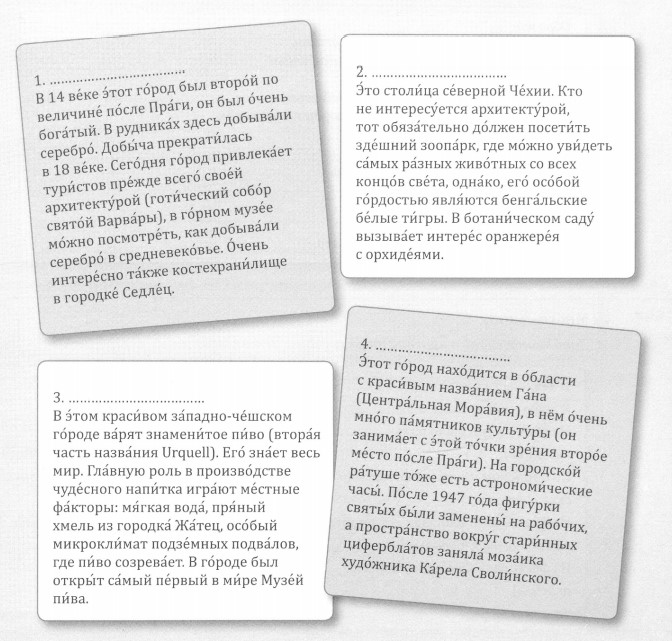 1. ......................................
В 14 ве́ке э́тот го́род был второ́й по
величине́ по́сле Пра́ги, он был о́чень
бога́тый. В рудника́х здесь добыва́ли
серебро́. Добы́ча прекрати́лась
в 18 ве́ке. Сего́дня го́род привлека́ет
тури́стов пре́жде всего́ свое́й
архитекту́рой (готи́ческий собо́р
свято́й Варва́ры), в го́рном музе́е
мо́жно посмотре́ть, как добыва́ли
серебро́ в средневеко́вье. О́чень
интере́сно та́кже костехрани́лище
в городке́ Седле́ц.
2. ......................................
Э́то столи́ца се́верной Че́хии. Кто
не интересу́ется архитекту́рой,
тот обяза́тельно до́лжен посети́ть
зде́шний зоопа́рк, где мо́жно уви́деть
са́мых ра́зных живо́тных со всех
концо́в све́та, одна́ко, его́ осо́бой
го́рдостью явля́ются бенга́льские
бе́лые ти́гры. В ботани́ческом саду́
вызыва́ет интере́с оранжере́я
с орхиде́ями.
3. ......................................
В э́том краси́вом за́падно-че́шском
го́роде ва́рят знамени́тое пи́во (втора́я
часть назва́ния Urquell). Его́ зна́ет весь
мир. Гла́вную роль в произво́дстве
чуде́сного напи́тка игра́ют ме́стные
фа́кторы: мя́гкая вода́, пря́ный
хмель из городка́ Жа́тец, осо́бый
микрокли́мат подзе́мных подва́лов,
где пи́во созрева́ет. В го́роде был
откры́т са́мый пе́рвый в ми́ре Музе́й
пи́ва.
4. ......................................
Э́тот го́род нахо́дится в о́бласти
с краси́вым назва́нием Га́на
(Центра́льная Мора́вия), в нём о́чень
мно́го па́мятников культу́ры (он
занима́ет с э́той то́чки зре́ния второ́е
ме́сто по́сле Пра́ги). На городско́й
ра́туше то́же есть астрономи́ческие
часы́. По́сле 1947 го́да фигу́рки
святы́х бы́ли заменены́ на рабо́чих,
а простра́нство вокру́г стари́нных
цифербла́тов заняла́ моза́ика
худо́жника Ка́рела Сволинского.